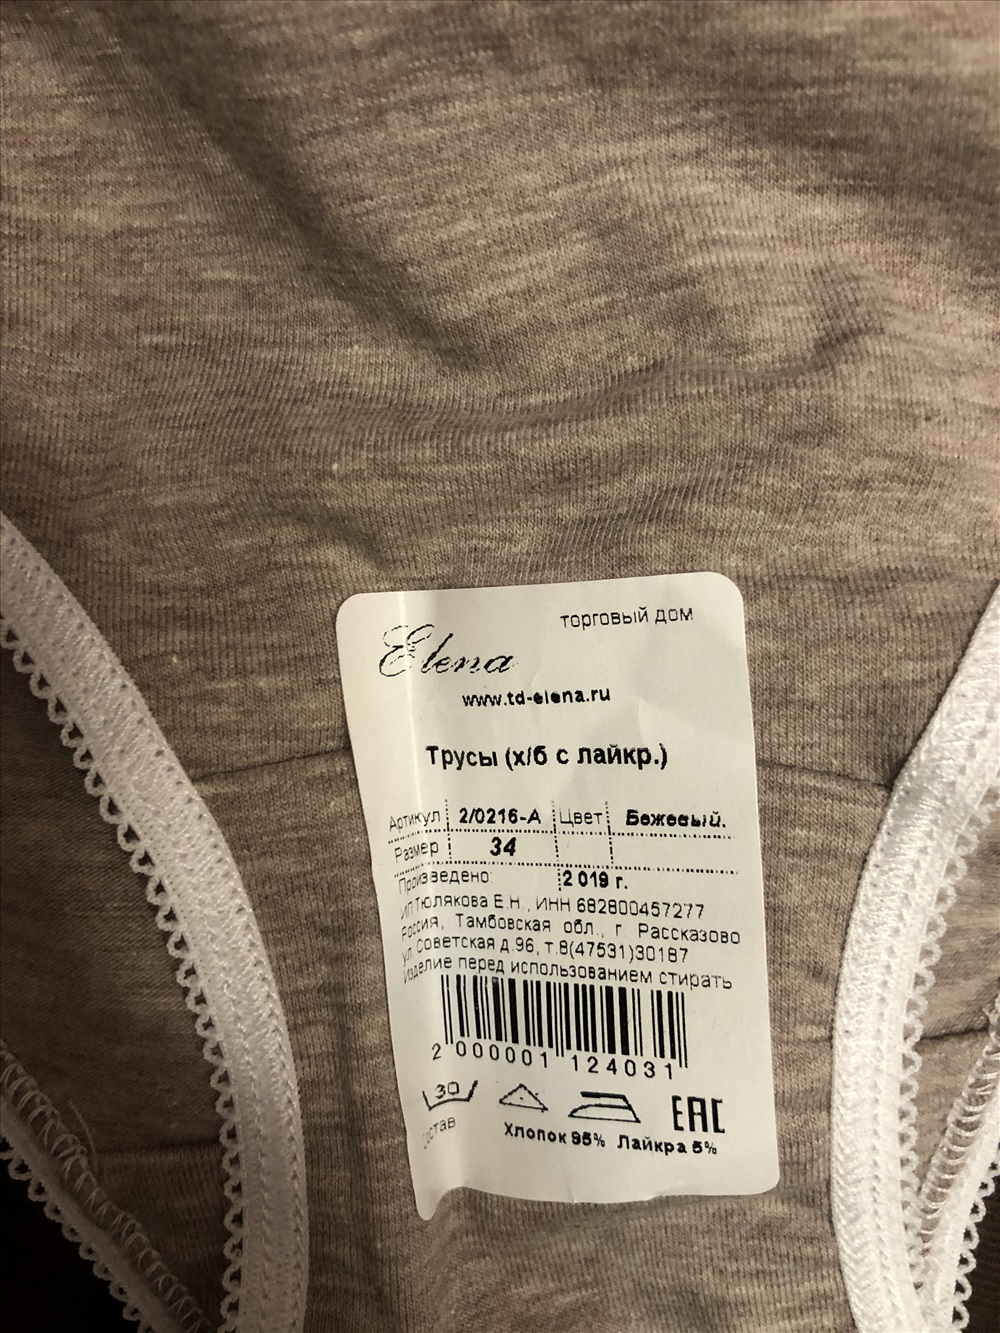 торговый дом
Elena
www.td-elena.ru
Трусы (х/б с лайкр.)
Артикул 2/0216-А Цвет Бежевый.
Размер 34
Произведено: 2 019 г.
ИП Тюлякова Е.Н., ИНН 682800457277
Россия, Тамбовская обл., г. Рассказово
ул. Советская д.96, т.8(47531)30187
Изделие перед использованием стирать
2 000001 124031
30 EAC
Состав Хлопок 95% Лайкра 5%